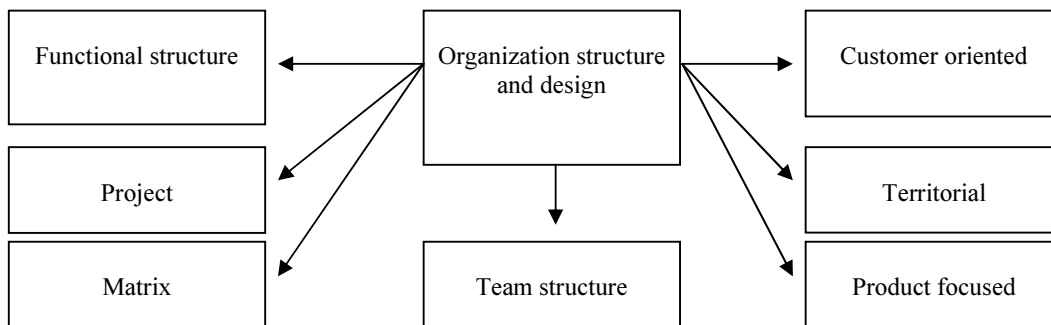 Functional structure
Organization structure
and design
Customer oriented
Project
Territorial
Matrix
Team structure
Product focused